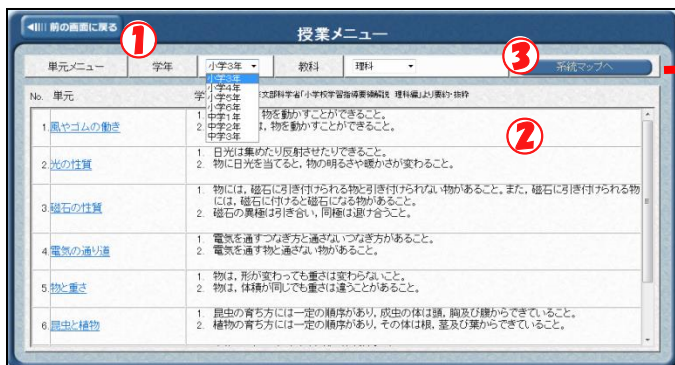 前の画面に戻る
①
授業メニュー
③
単元メニュー 学年 小学3年 教科 理科 系統マップへ
小学3年
小学4年
小学5年
小学6年
中学1年
中学2年
中学3年
No. 単元 学 文部科学省「小学校学習指導要領解説 理科編」より要約・抜粋
②
1. 風やゴムの働き
1. 物を動かすことができること。
2. は,物を動かすことができること。
2. 光の性質
1. 日光は集めたり反射させたりできること。
2. 物に日光を当てると,物の明るさや暖かさが変わること。
3. 磁石の性質
1. 物には,磁石に引き付けられる物と引き付けられない物があること。また,磁石に引き付けられる物
には,磁石に付けると磁石になる物があること。
2. 磁石の異極は引き合い,同極は退け合うこと。
4. 電気の通り道
1. 電気を通すつなぎ方と通さないつなぎ方があること。
2. 電気を通す物と通さない物があること。
5. 物と重さ
1. 物は,形が変わっても重さは変わらないこと。
2. 物は,体積が同じでも重さは違うことがあること。
6. 昆虫と植物
1. 昆虫の育ち方には一定の順序があり,成虫の体は頭,胸及び腹からできていること。
2. 植物の育ち方には一定の順序があり,その体は根,茎及び葉からできていること。